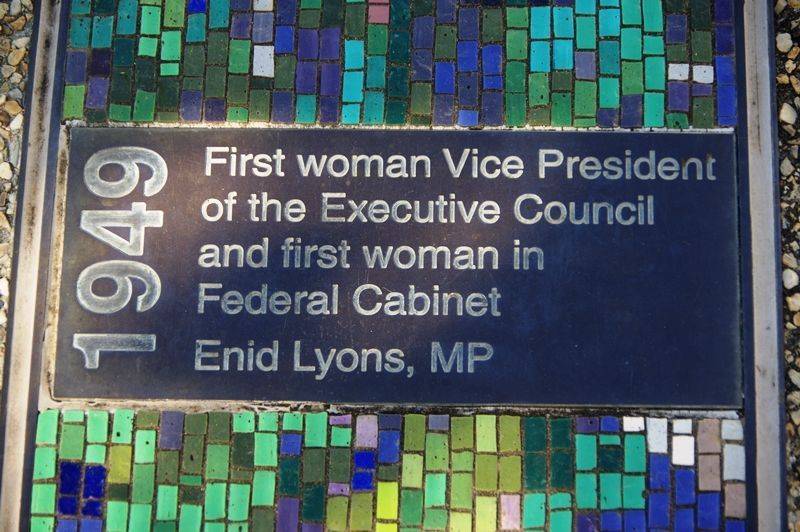 1949
First woman Vice President
of the Executive Council
and first woman in
Federal Cabinet
Enid Lyons, MP